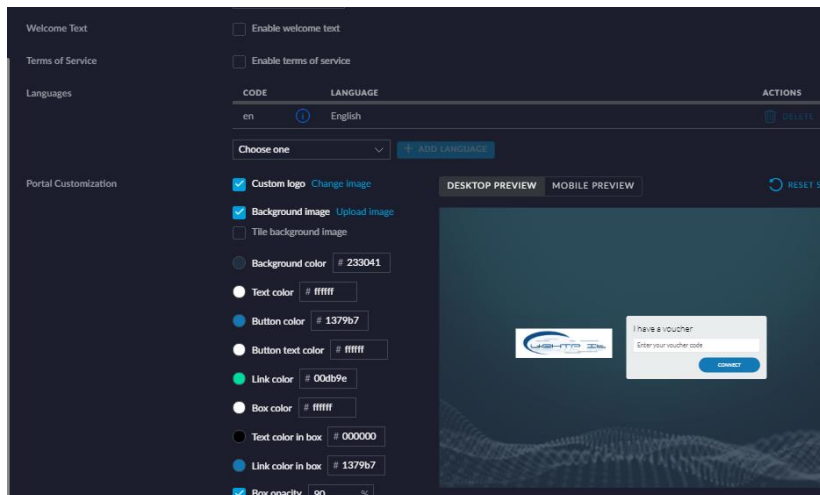 Welcome Text
Enable welcome text
Terms of Service
Enable terms of service
Languages
CODE LANGUAGE ACTIONS
en English DELETE
Choose one
+ ADD LANGUAGE
Portal Customization
Custom logo Change image
Background image Upload image
Tile background image
Background color # 233041
Text color # ffffff
Button color # 1379b7
Button text color # ffffff
Link color # 00db9e
Box color # ffffff
Text color in box # 000000
Link color in box # 1379b7
Box opacity 90 %
DESKTOP PREVIEW MOBILE PREVIEW
RESET S
I have a voucher
Enter your voucher code
CONNECT